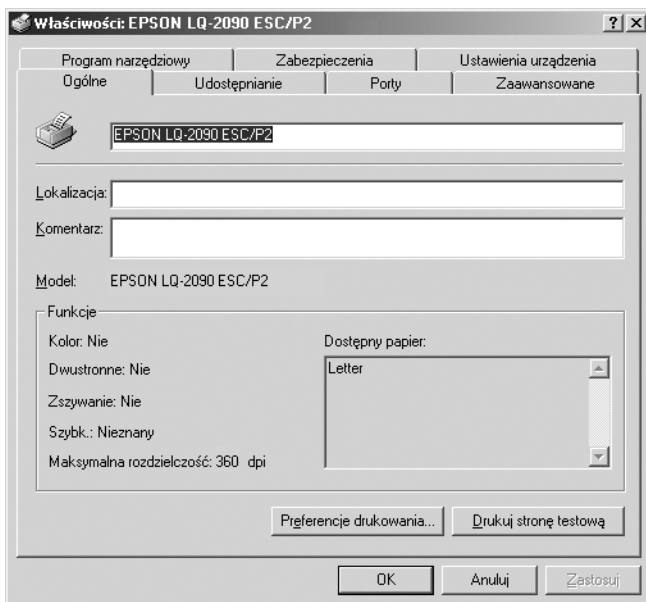 Właściwości: EPSON LQ-2090 ESC/P2
Program narzędziowy Zabezpieczenia Ustawienia urządzenia
Ogólne Udostępnianie Porty Zaawansowane
EPSON LQ-2090 ESC/P2
Lokalizacja:
Komentarz:
Model: EPSON LQ-2090 ESC/P2
Funkcje
Kolor: Nie Dostępny papier:
Dwustronne: Nie Letter
Zszywanie: Nie
Szybk.: Nieznany
Maksymalna rozdzielczość: 360 dpi
Preferencje drukowania... Drukuj stronę testową
OK Anuluj Zastosuj